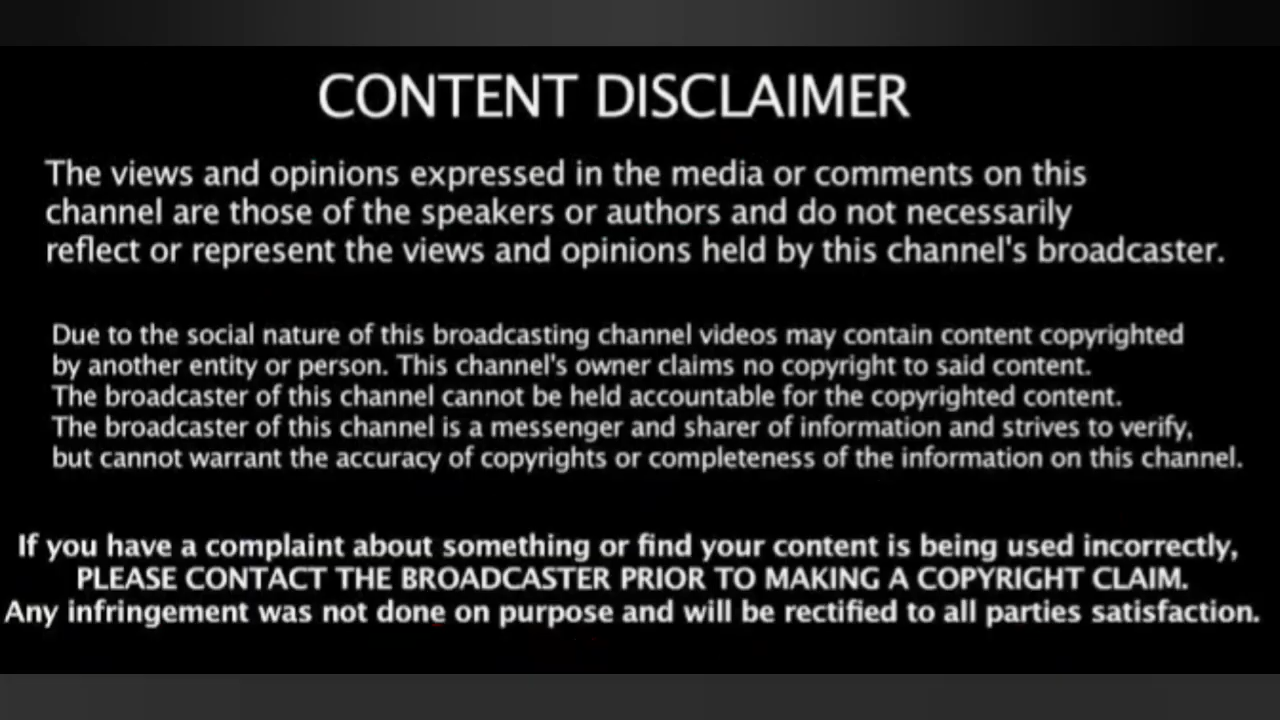 CONTENT DISCLAIMER
The views and opinions expressed in the media or comments on this
channel are those of the speakers or authors and do not necessarily
reflect or represent the views and opinions held by this channel's broadcaster.
Due to the social nature of this broadcasting channel videos may contain content copyrighted
by another entity or person. This channel's owner claims no copyright to said content.
The broadcaster of this channel cannot be held accountable for the copyrighted content.
The broadcaster of this channel is a messenger and sharer of information and strives to verify,
but cannot warrant the accuracy of copyrights or completeness of the information on this channel.
If you have a complaint about something or find your content is being used incorrectly,
PLEASE CONTACT THE BROADCASTER PRIOR TO MAKING A COPYRIGHT CLAIM.
Any infringement was not done on purpose and will be rectified to all parties satisfaction.